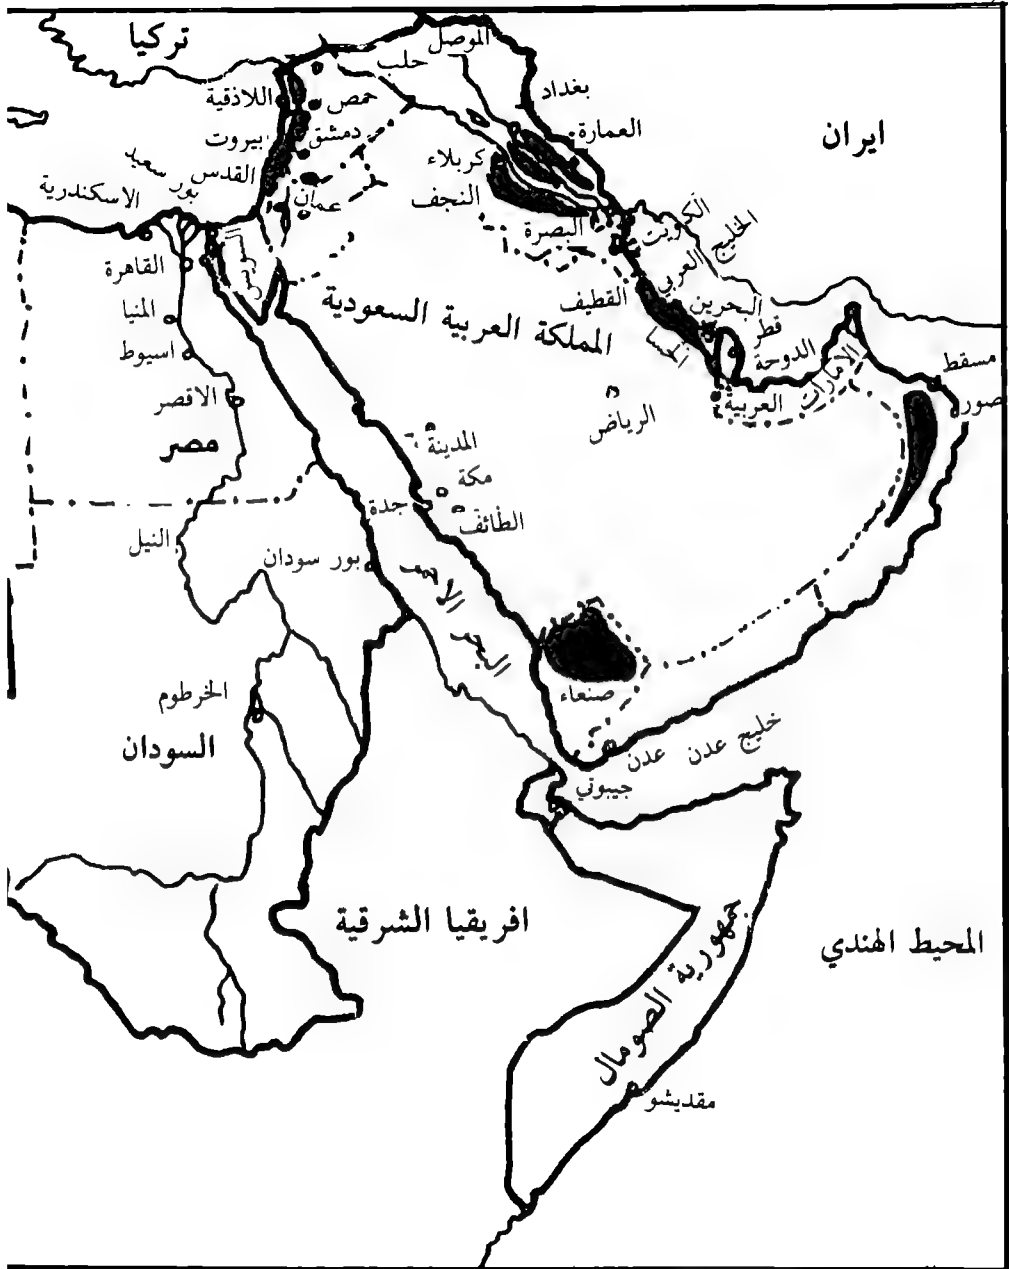 تركيا
الموصل
حلب
بغداد
اللاذقية
حمص
العمارة
ايران
بيروت
دمشق
كربلاء
القدس
النجف
عمان
بور سعيد
الاسكندرية
البصرة
الكويت
الخليج
العربي
السويس
القاهرة
المنيا
اسيوط
الاقصر
مصر
المملكة العربية السعودية
القطيف
الحسا
البحرين
قطر
الدوحة
الامارات
العربية
مسقط
صور
الرياض
المدينة
مكة
جدة
الطائف
النيل
بور سودان
البحر
الاحمر
صنعاء
الخرطوم
السودان
عدن
خليج عدن
جيبوتي
افريقيا الشرقية
جمهورية الصومال
المحيط الهندي
مقديشو